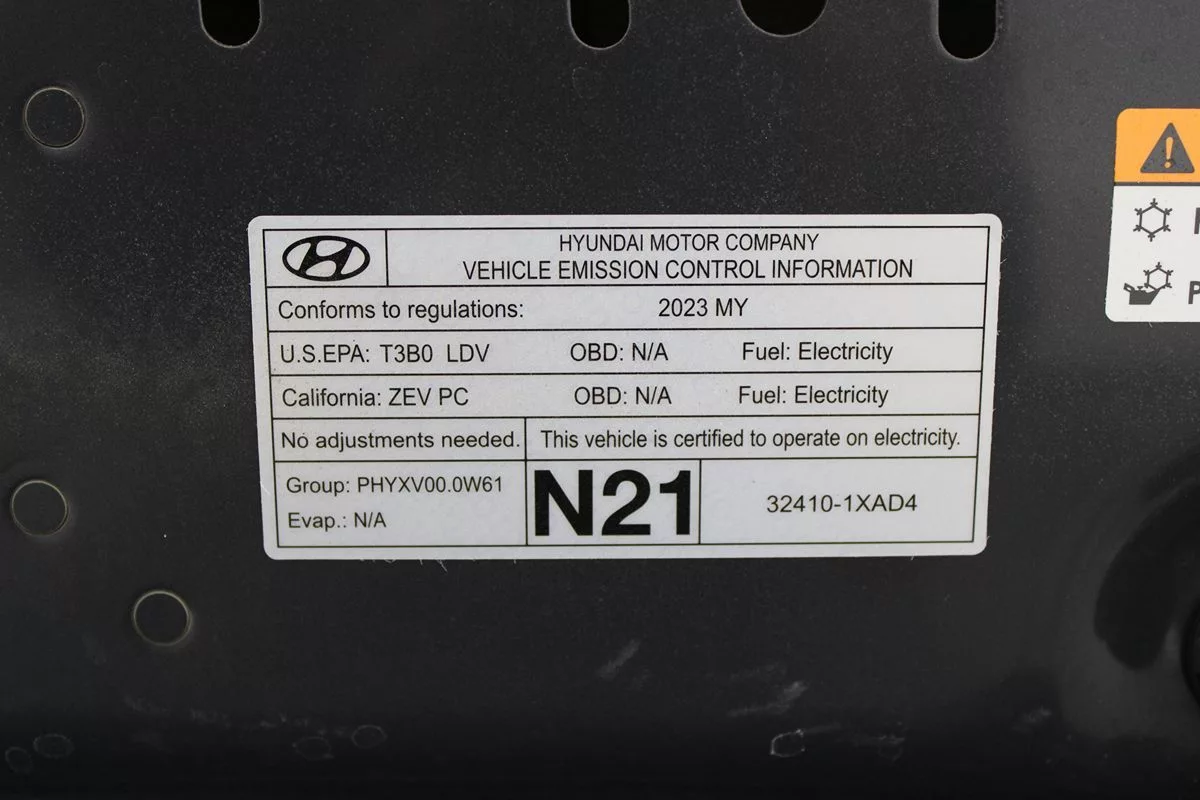 HYUNDAI MOTOR COMPANY
VEHICLE EMISSION CONTROL INFORMATION
Conforms to regulations: 2023 MY
U.S.EPA: T3B0 LDV OBD: N/A Fuel: Electricity
California: ZEV PC OBD: N/A Fuel: Electricity
No adjustments needed. This vehicle is certified to operate on electricity.
Group: PHYXV00.0W61
Evap.: N/A
N21
32410-1XAD4